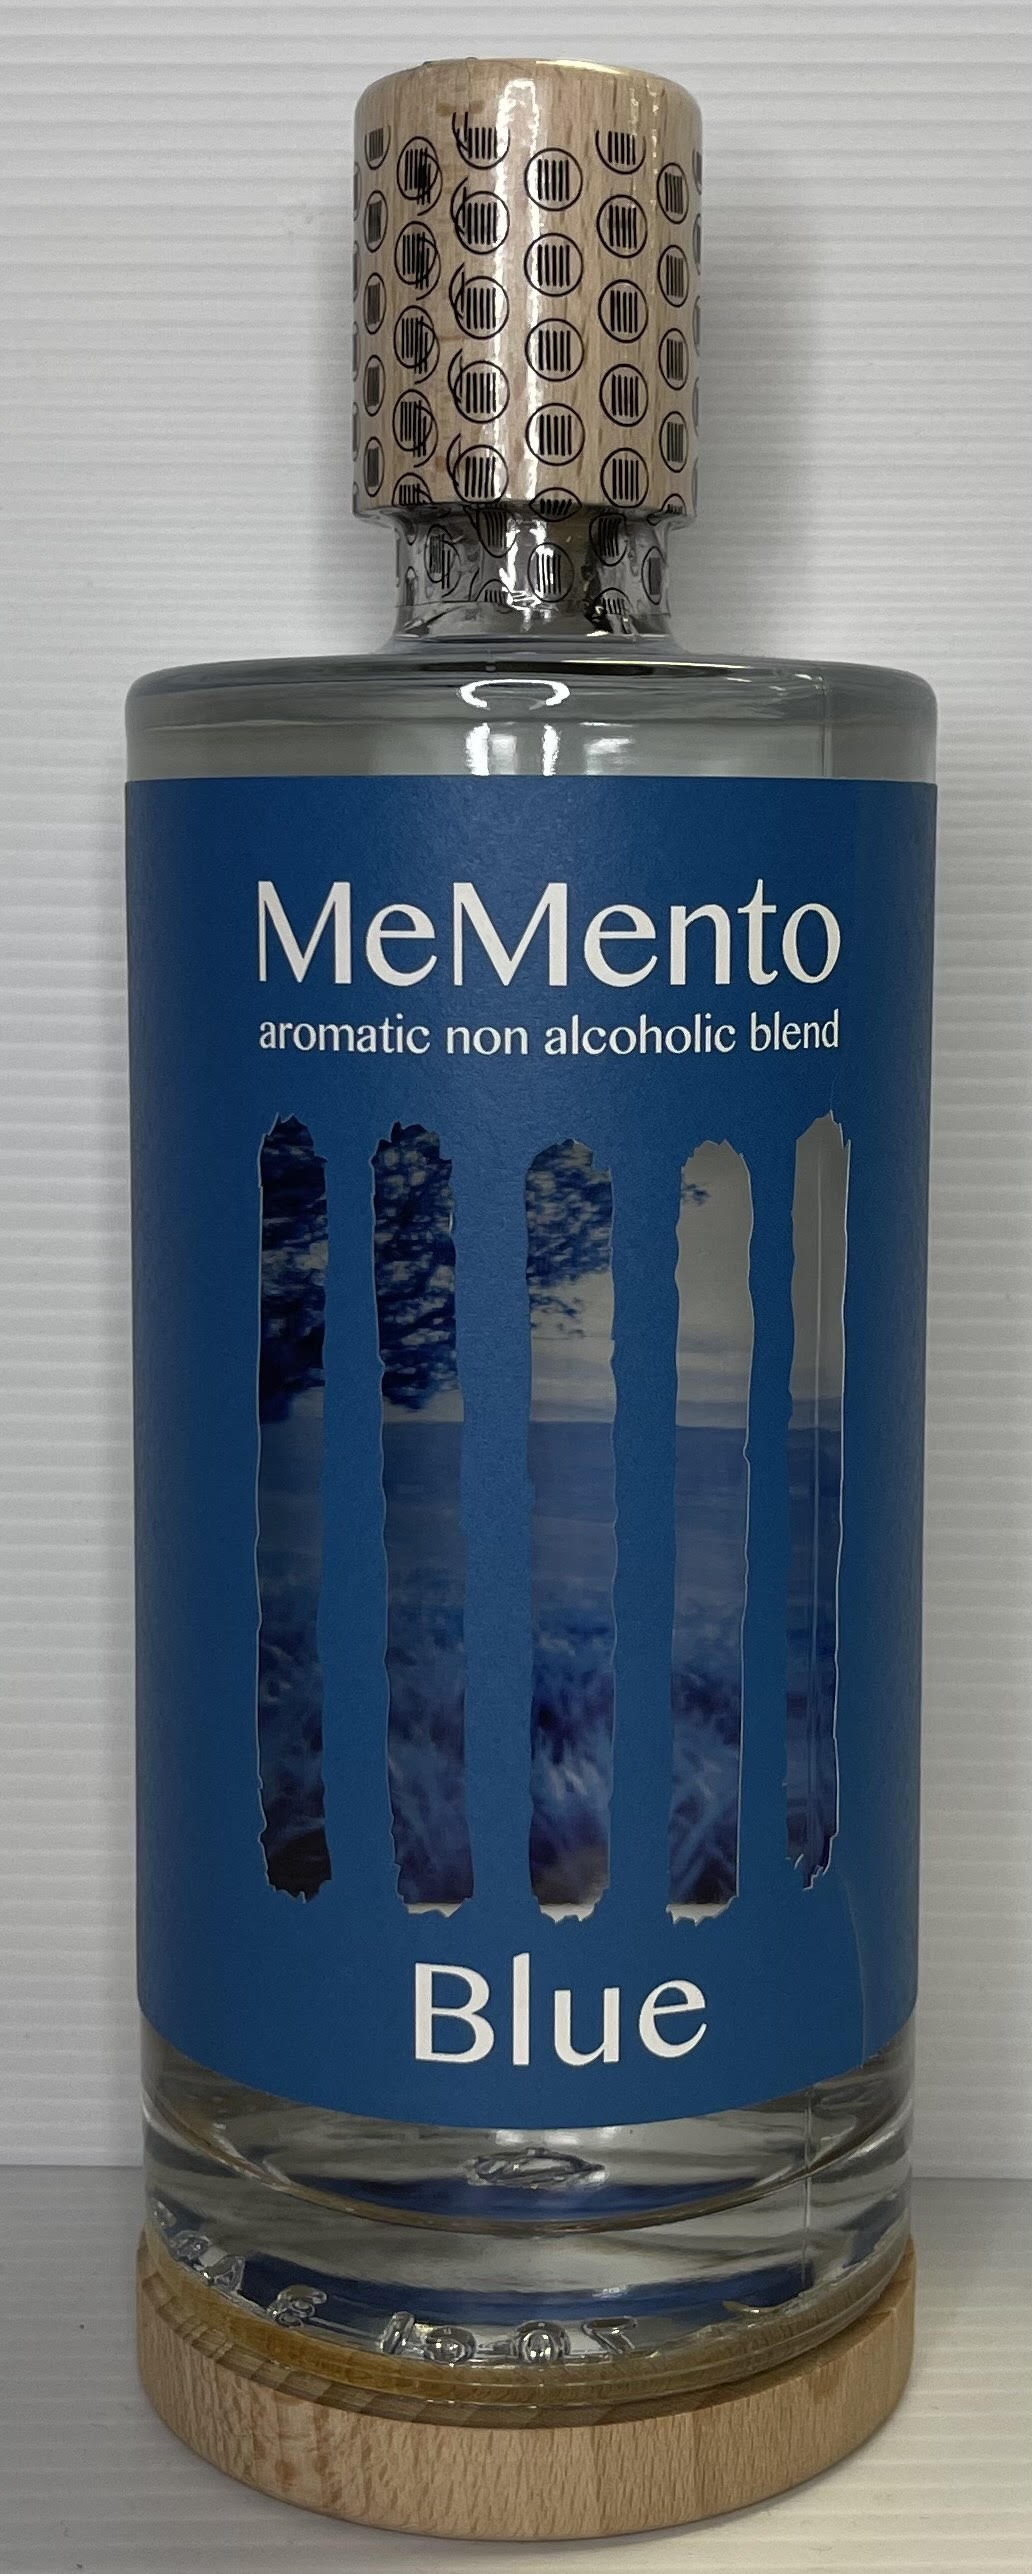 MeMento
aromatic non alcoholic blend
Blue